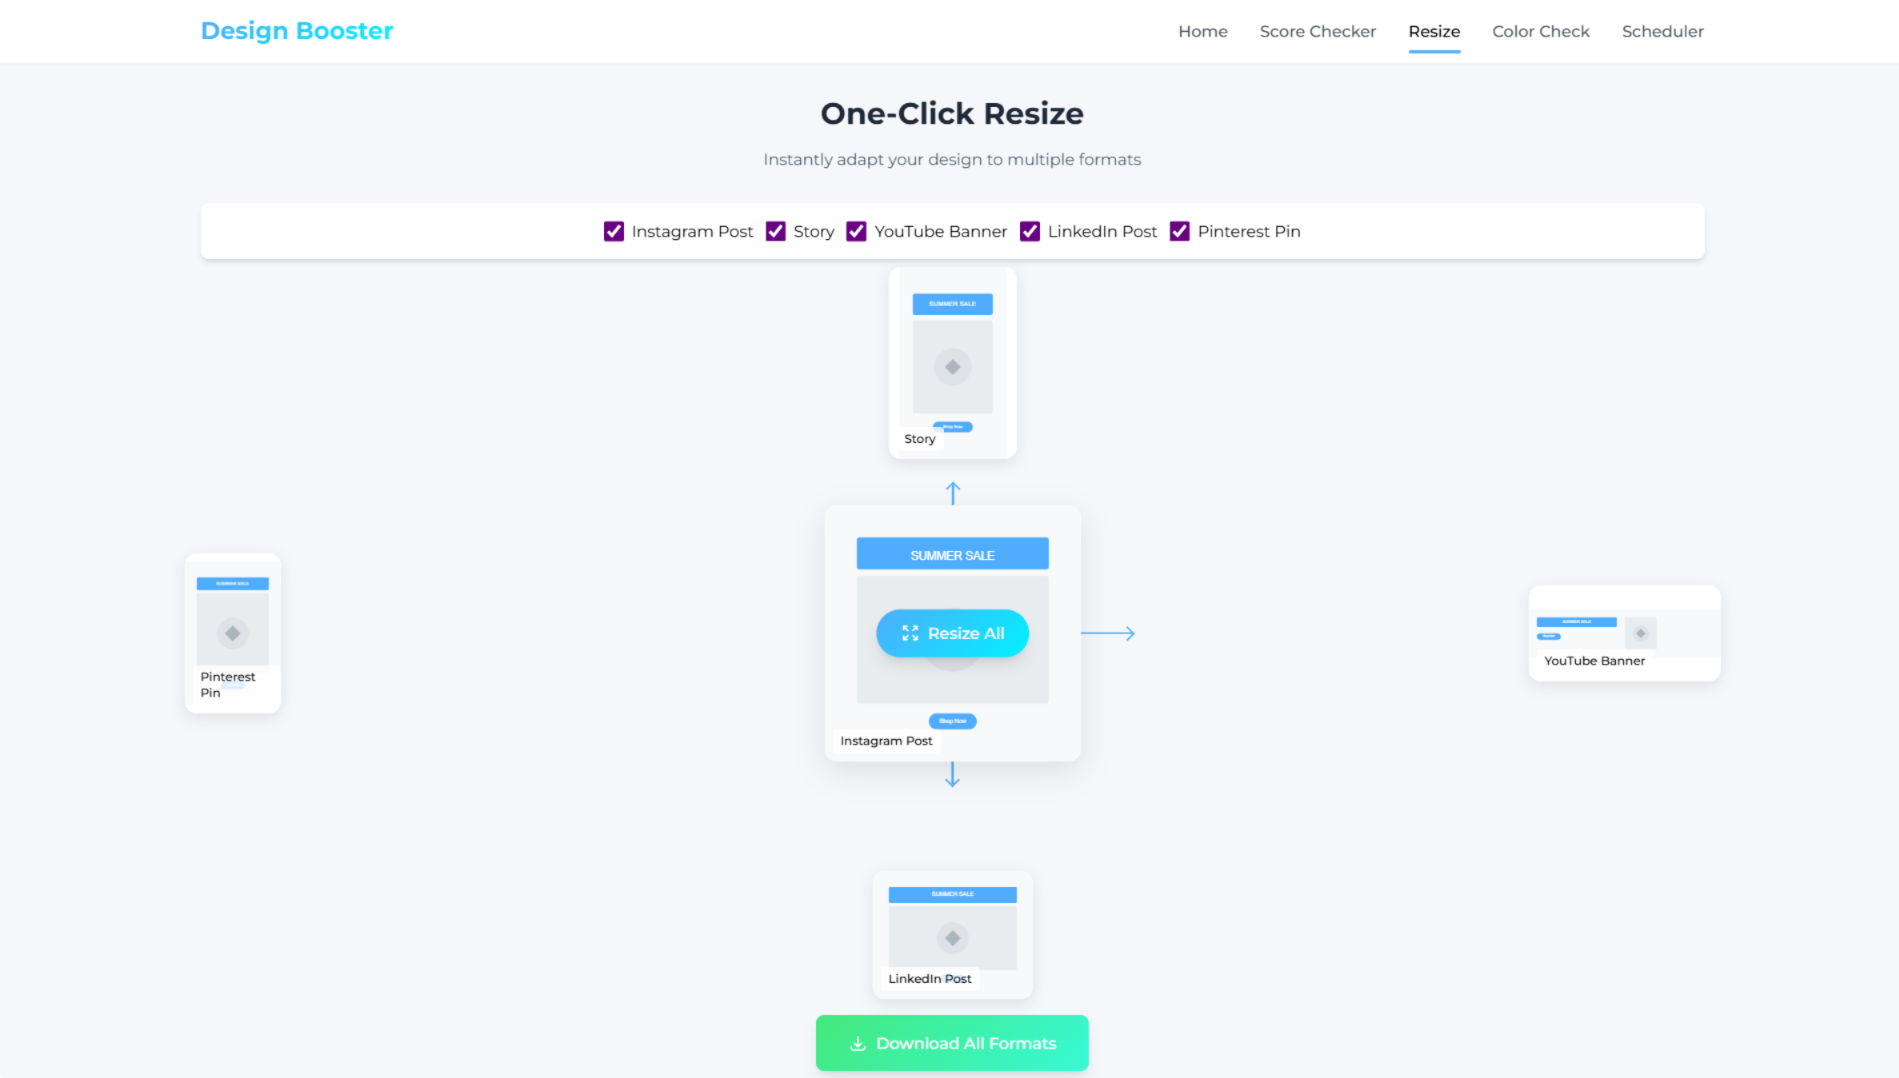 Design Booster
Home Score Checker Resize Color Check Scheduler
One-Click Resize
Instantly adapt your design to multiple formats
Instagram Post Story YouTube Banner LinkedIn Post Pinterest Pin
SUMMER SALE
Shop Now
Story
SUMMER SALE
Resize All
Shop Now
Instagram Post
SUMMER SALE
Pinterest
Pin
SUMMER SALE
YouTube Banner
SUMMER SALE
LinkedIn Post
Download All Formats